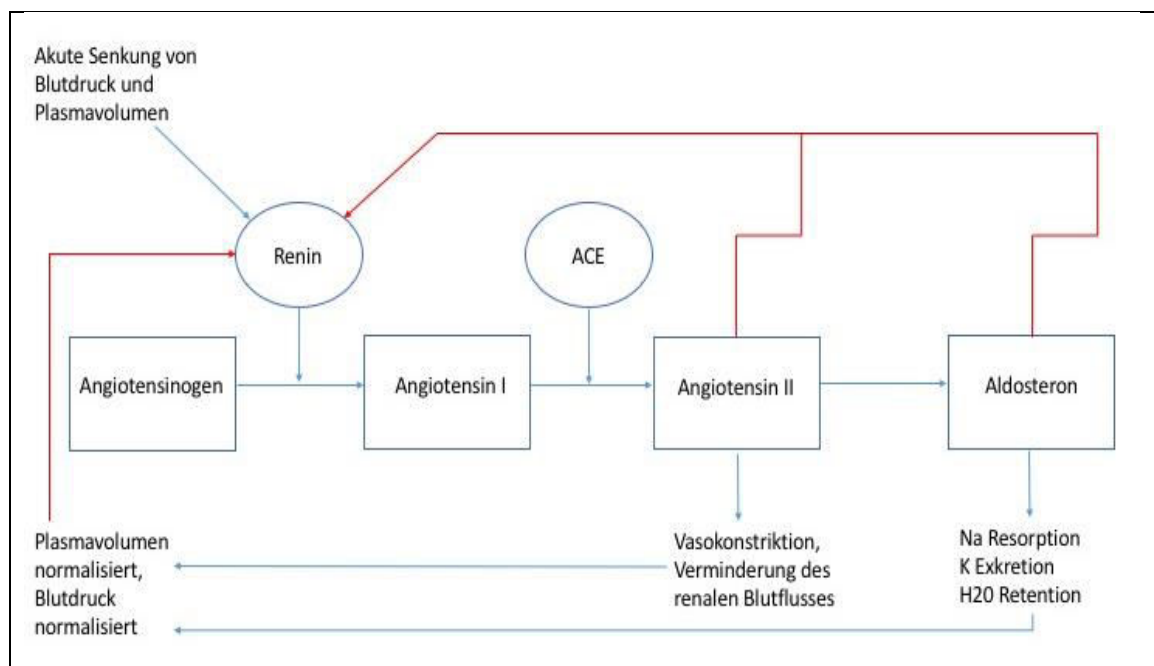 Akute Senkung von
Blutdruck und
Plasmavolumen
Renin
ACE
Angiotensinogen
Angiotensin I
Angiotensin II
Aldosteron
Plasmavolumen
normalisiert,
Blutdruck
normalisiert
Vasokonstriktion,
Verminderung des
renalen Blutflusses
Na Resorption
K Exkretion
H20 Retention